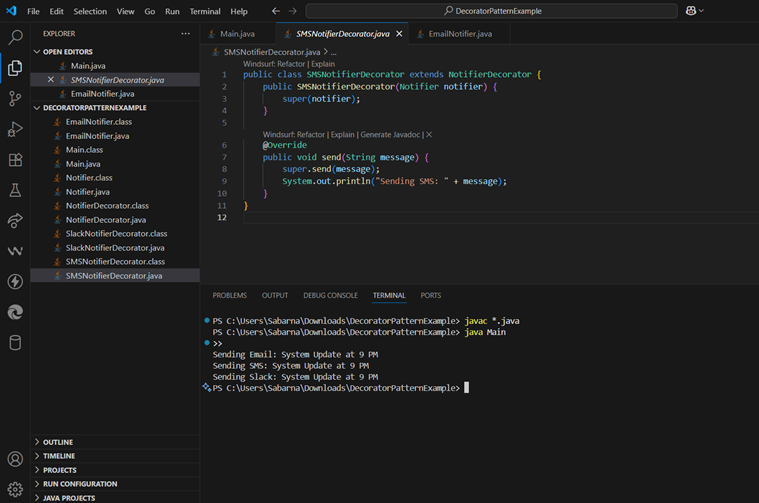 File Edit Selection View Go Run Terminal Help
DecoratorPatternExample
EXPLORER
OPEN EDITORS
Main.java
SMSNotifierDecorator.java
EmailNotifier.java
DECORATORPATTERNEXAMPLE
EmailNotifier.class
EmailNotifier.java
Main.class
Main.java
Notifier.class
Notifier.java
NotifierDecorator.class
NotifierDecorator.java
SlackNotifierDecorator.class
SlackNotifierDecorator.java
SMSNotifierDecorator.class
SMSNotifierDecorator.java
OUTLINE
TIMELINE
PROJECTS
RUN CONFIGURATION
JAVA PROJECTS
Main.java SMSNotifierDecorator.java EmailNotifier.java
SMSNotifierDecorator.java > ...
Windsurf: Refactor | Explain
1 public class SMSNotifierDecorator extends NotifierDecorator {
2 public SMSNotifierDecorator(Notifier notifier) {
3 super(notifier);
4 }
5
Windsurf: Refactor | Explain | Generate Javadoc | X
6 @Override
7 public void send(String message) {
8 super.send(message);
9 System.out.println("Sending SMS: " + message);
10 }
11 }
12
PROBLEMS OUTPUT DEBUG CONSOLE TERMINAL PORTS
PS C:\Users\Sabarna\Downloads\DecoratorPatternExample> javac *.java
PS C:\Users\Sabarna\Downloads\DecoratorPatternExample> java Main
>>
Sending Email: System Update at 9 PM
Sending SMS: System Update at 9 PM
Sending Slack: System Update at 9 PM
PS C:\Users\Sabarna\Downloads\DecoratorPatternExample>